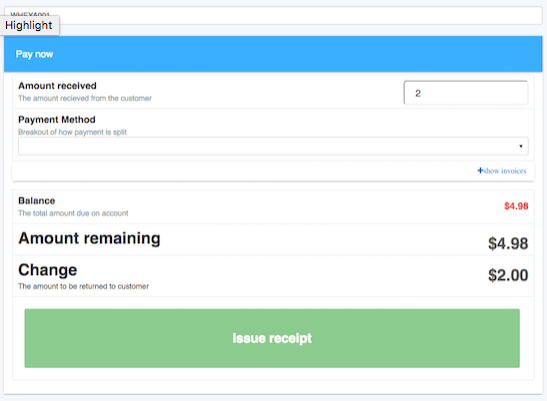 Highlight
Pay now
Amount received
The amount recieved from the customer
2
Payment Method
Breakout of how payment is split
+show invoices
Balance
The total amount due on account
$4.98
Amount remaining
$4.98
Change
The amount to be returned to customer
$2.00
Issue receipt